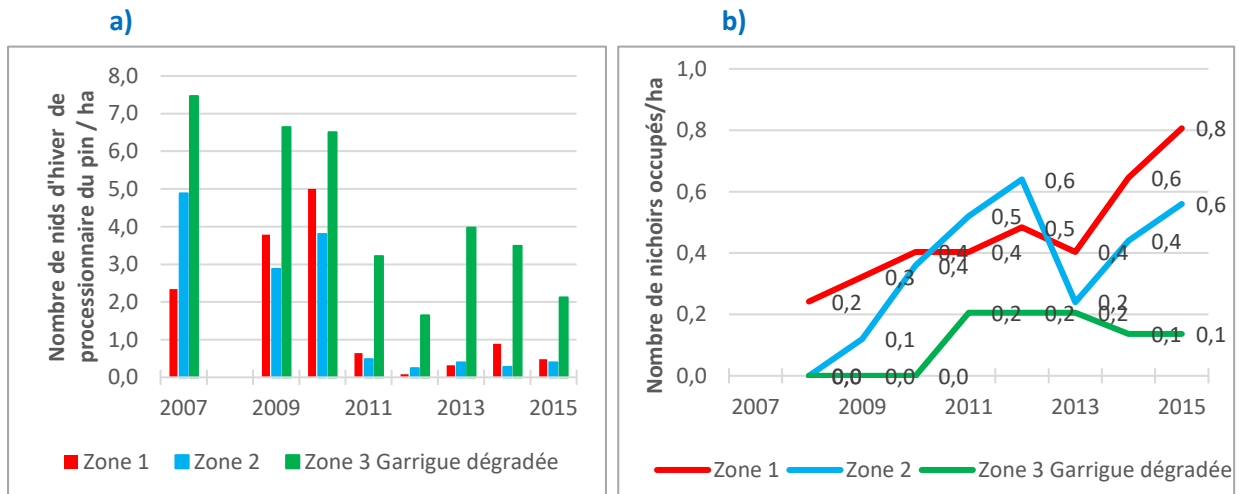 a)
Nombre de nids d'hiver de
processionnaire du pin / ha
8,0
7,0
6,0
5,0
4,0
3,0
2,0
1,0
0,0
2007 2009 2011 2013 2015
Zone 1 Zone 2 Zone 3 Garrigue dégradée
b)
Nombre de nichoirs occupés/ha
1,0
0,8
0,6
0,4
0,2
0,0
0,8
0,6 0,6
0,6
0,5 0,5
0,4 0,4 0,4 0,4
0,4
0,3
0,2 0,2
0,2 0,2 0,2
0,1 0,1 0,1
0,0 0,0 0,0
0,0
2007 2009 2011 2013 2015
Zone 1 Zone 2 Zone 3 Garrigue dégradée